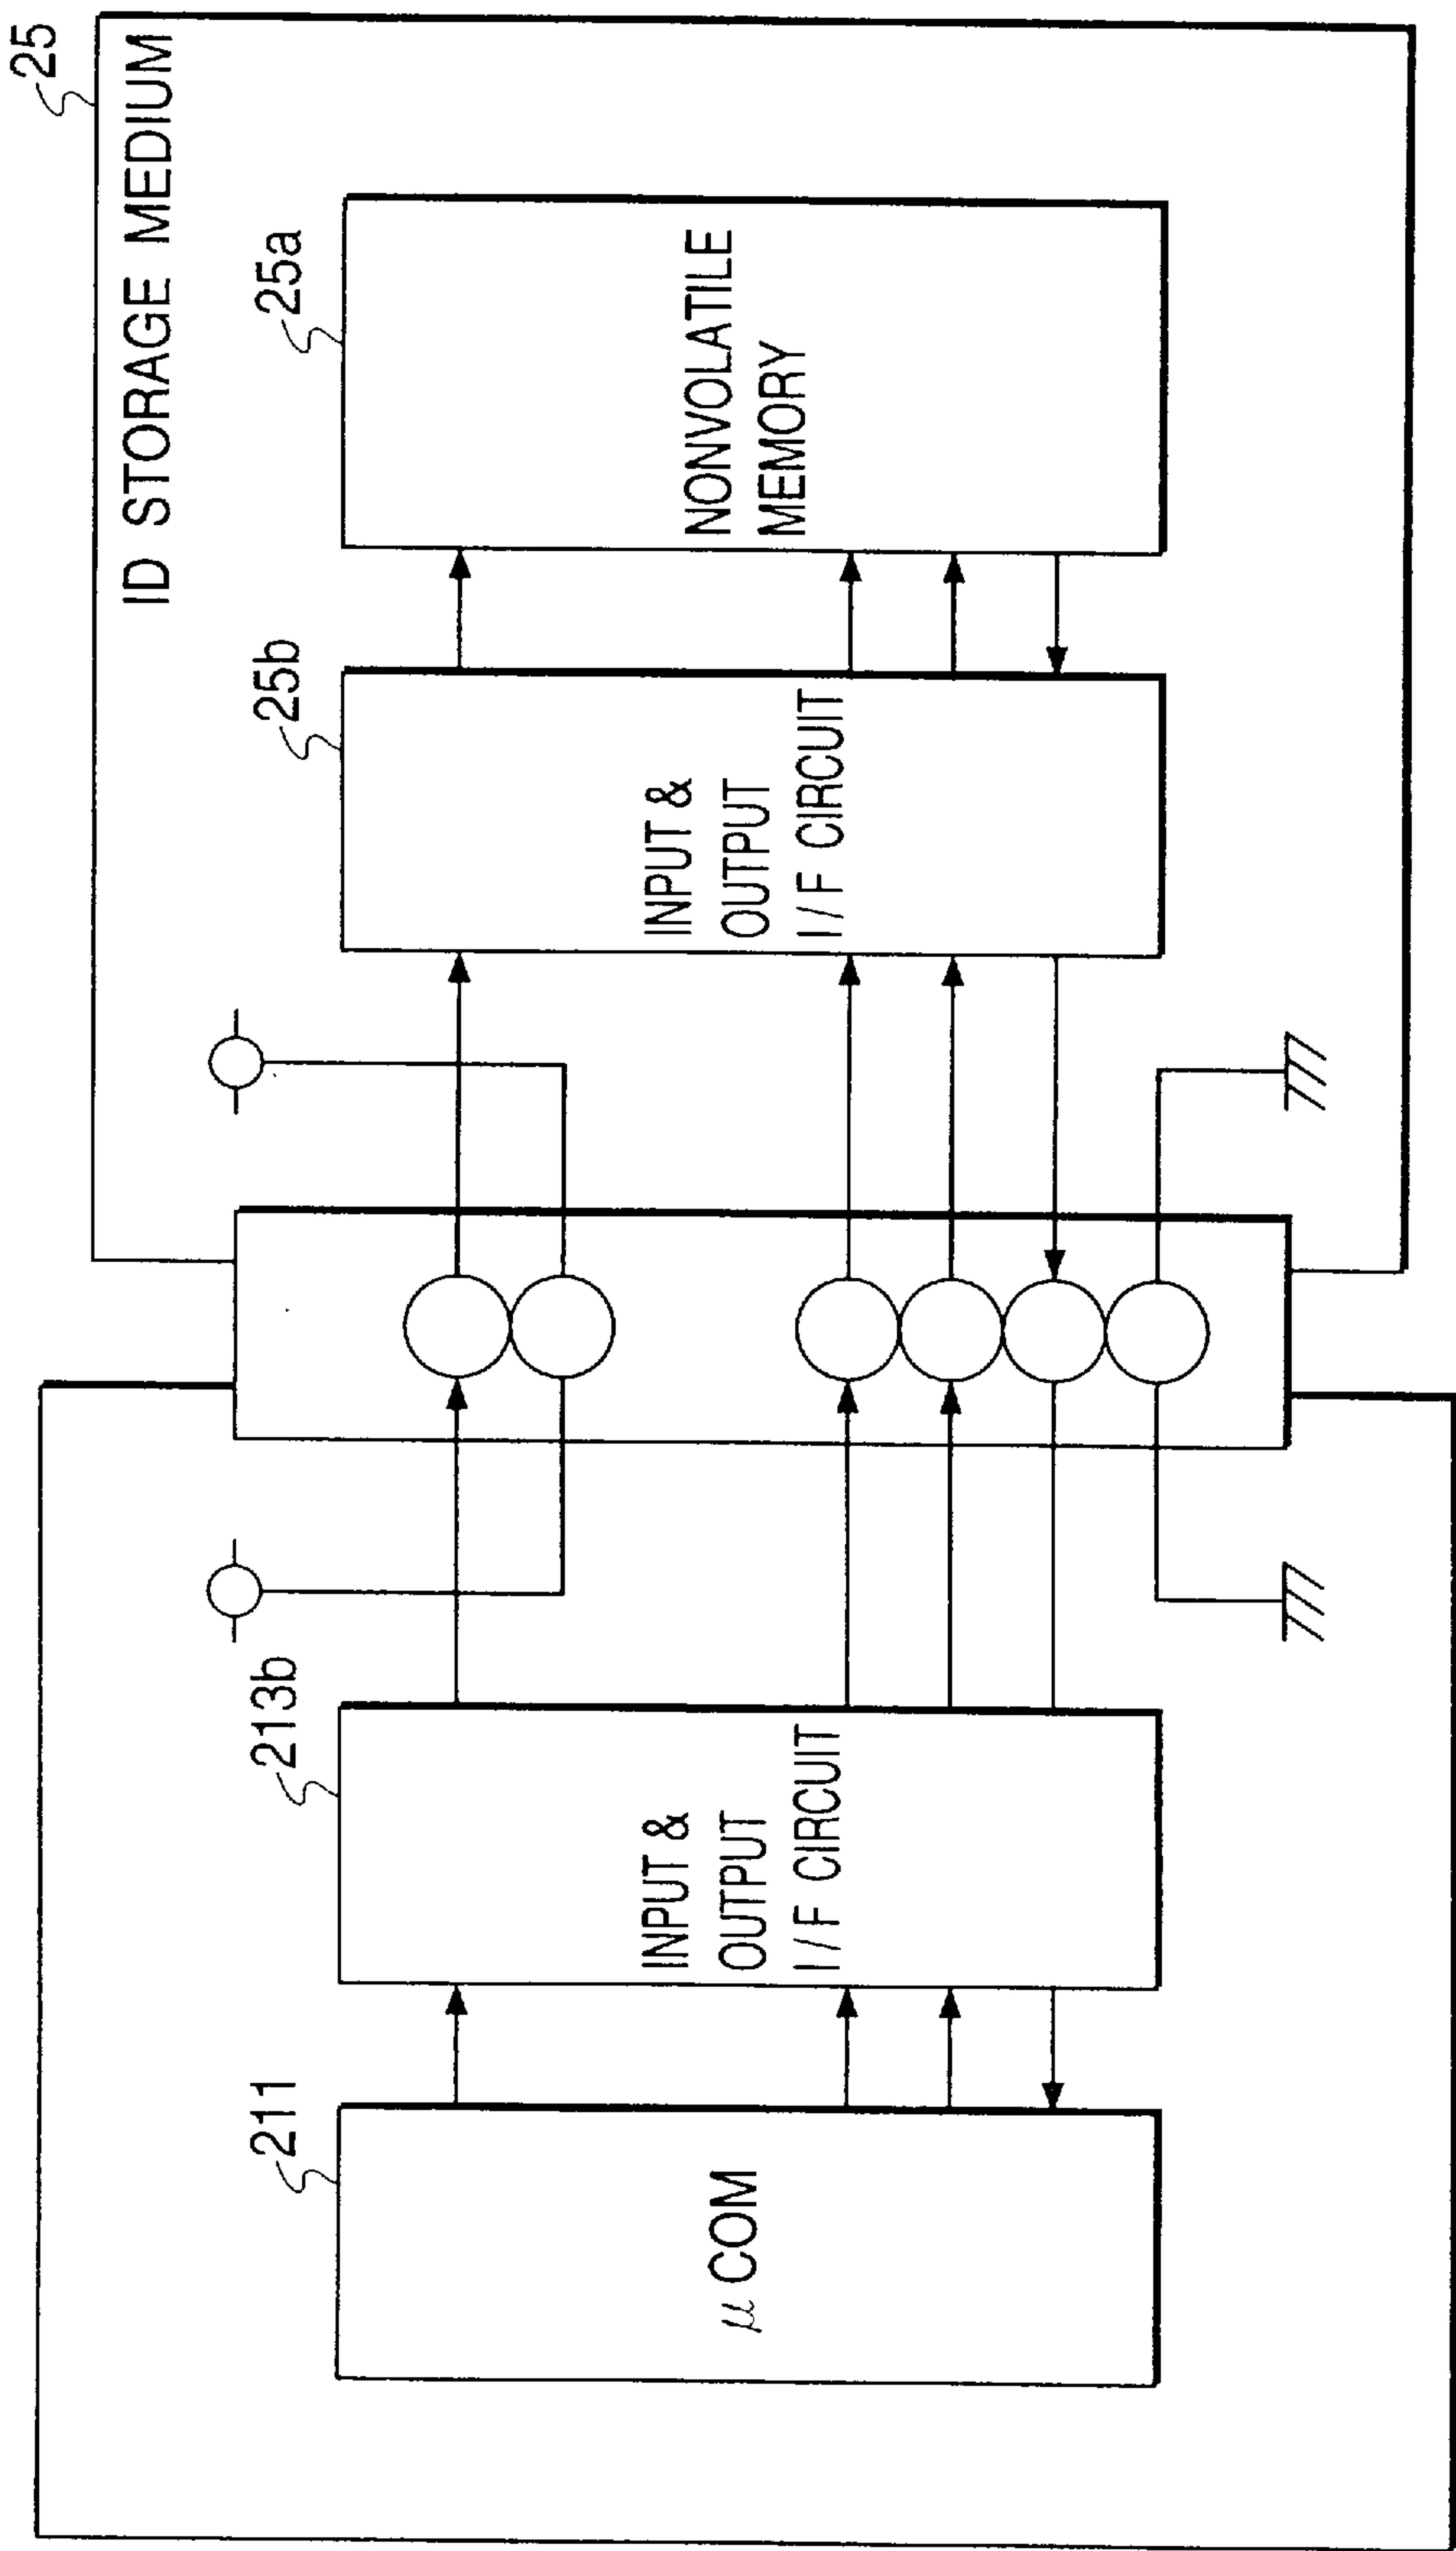 25
ID STORAGE MEDIUM
211
213b
25b
25a
μ COM
INPUT &
OUTPUT
I/F CIRCUIT
INPUT &
OUTPUT
I/F CIRCUIT
NONVOLATILE
MEMORY